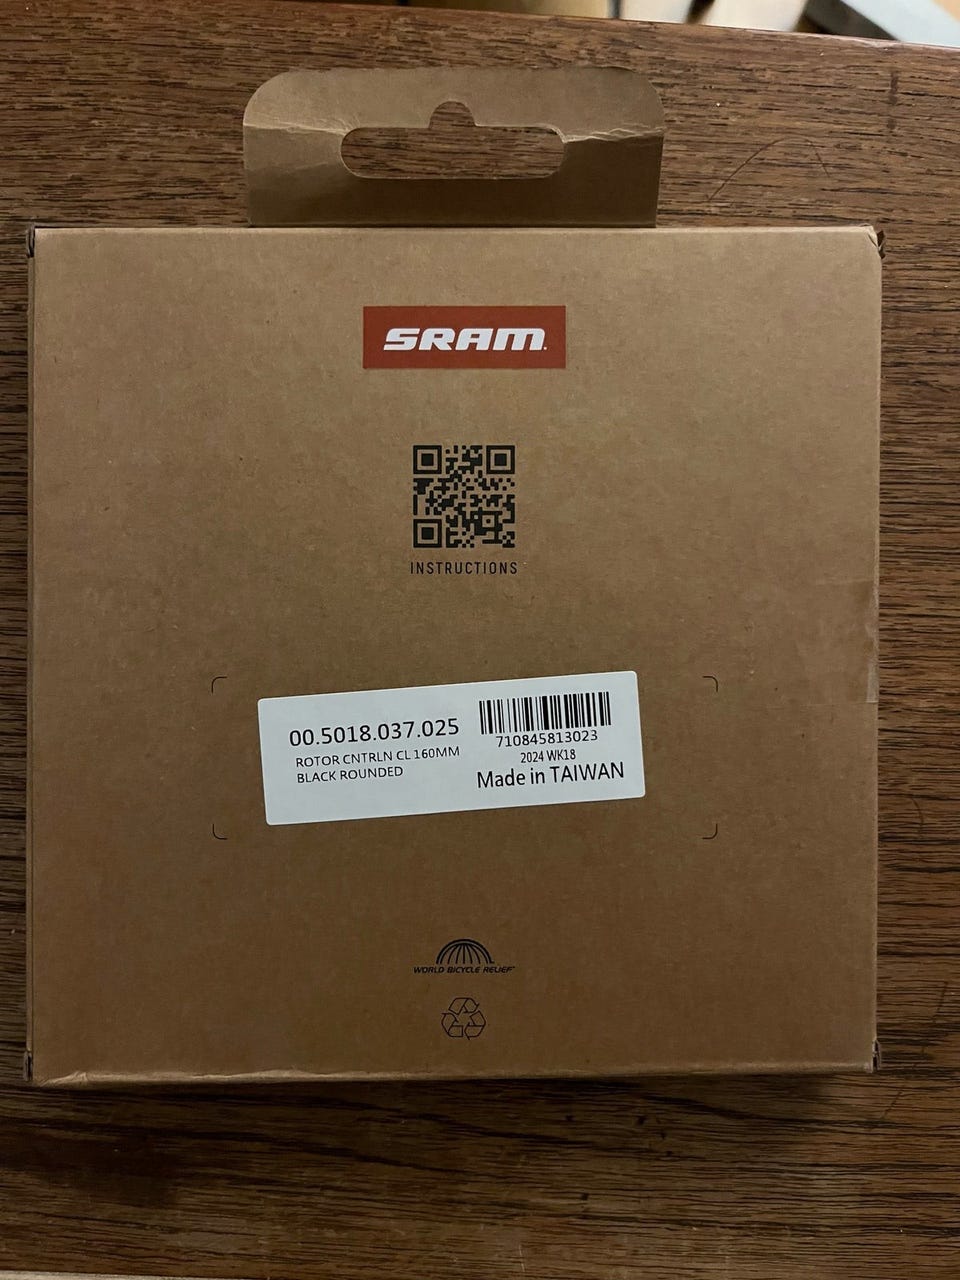 SRAM.
INSTRUCTIONS
00.5018.037.025
ROTOR CNTRLN CL 160MM
BLACK ROUNDED
710845813023
2024 WK18
Made in TAIWAN
WORLD BICYCLE RELIEF